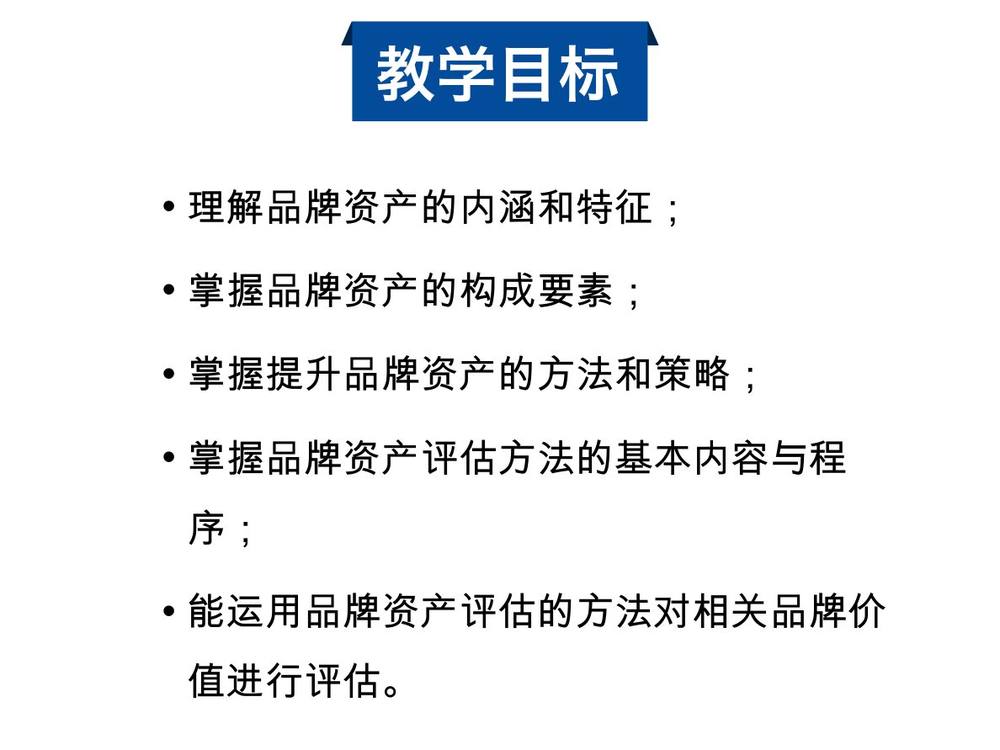 教学目标
•理解品牌资产的内涵和特征；
•掌握品牌资产的构成要素；
•掌握提升品牌资产的方法和策略；
•掌握品牌资产评估方法的基本内容与程
序；
•能运用品牌资产评估的方法对相关品牌价
值进行评估。